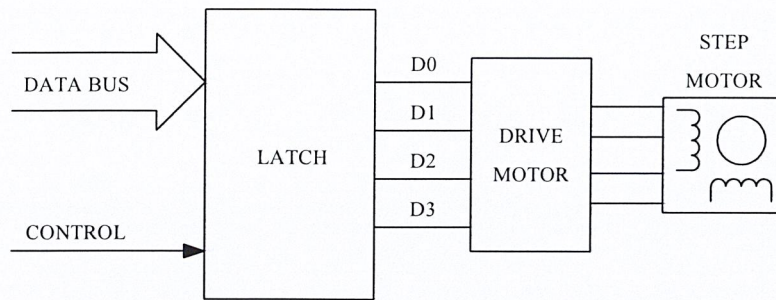 DATA BUS
CONTROL
LATCH
D0
D1
D2
D3
DRIVE
MOTOR
STEP
MOTOR